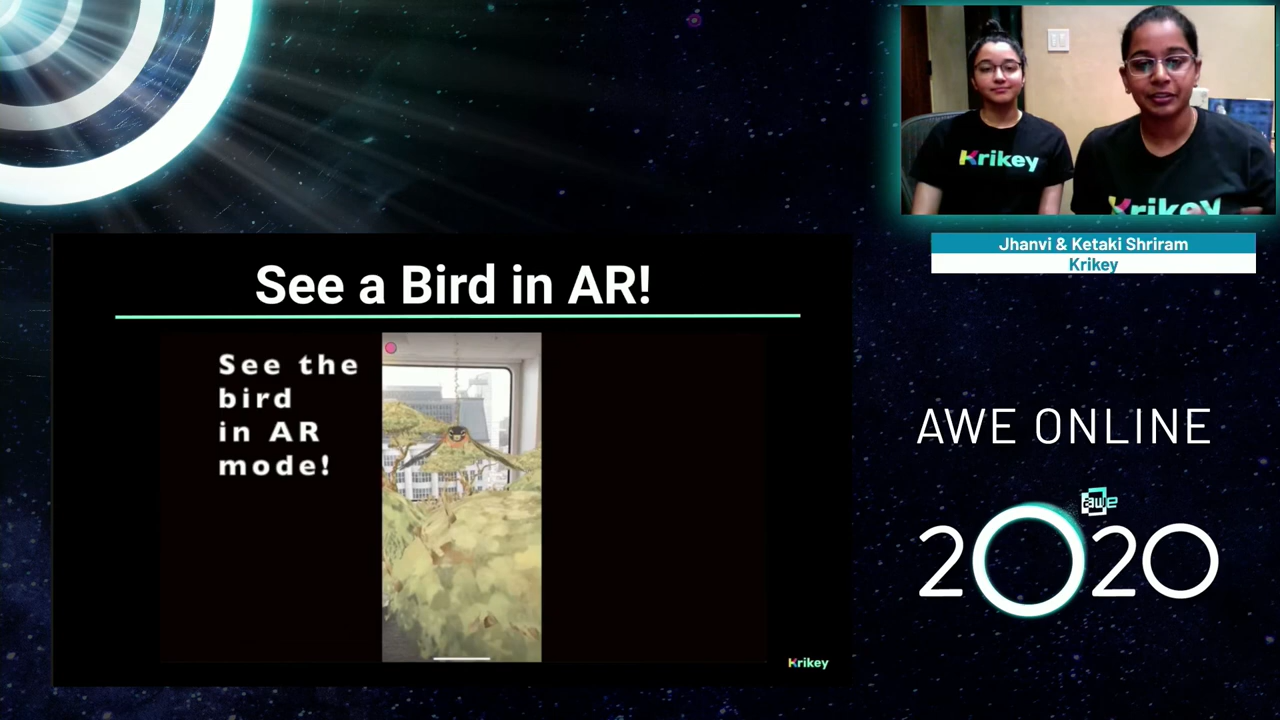 Krikey
Krikey
Jhanvi & Ketaki Shriram
Krikey
See a Bird in AR!
See the
bird
in AR
mode!
Krikey
AWE ONLINE
awe
2020